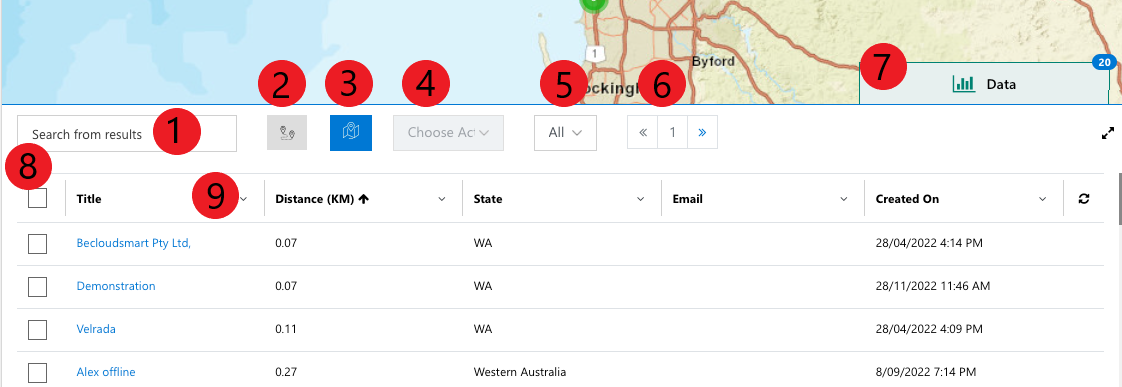 1
Byford
ckingl
7
20
Data
2
3
4
5
6
Search from results
1
Choose Act
All
«
1
»
8
Title
9
Distance (KM)
State
Email
Created On
Becloudsmart Pty Ltd,
0.07
WA
28/04/2022 4:14 PM
Demonstration
0.07
WA
28/11/2022 11:46 AM
Velrada
0.11
WA
28/04/2022 4:09 PM
Alex offline
0.27
Western Australia
8/09/2022 7:14 PM